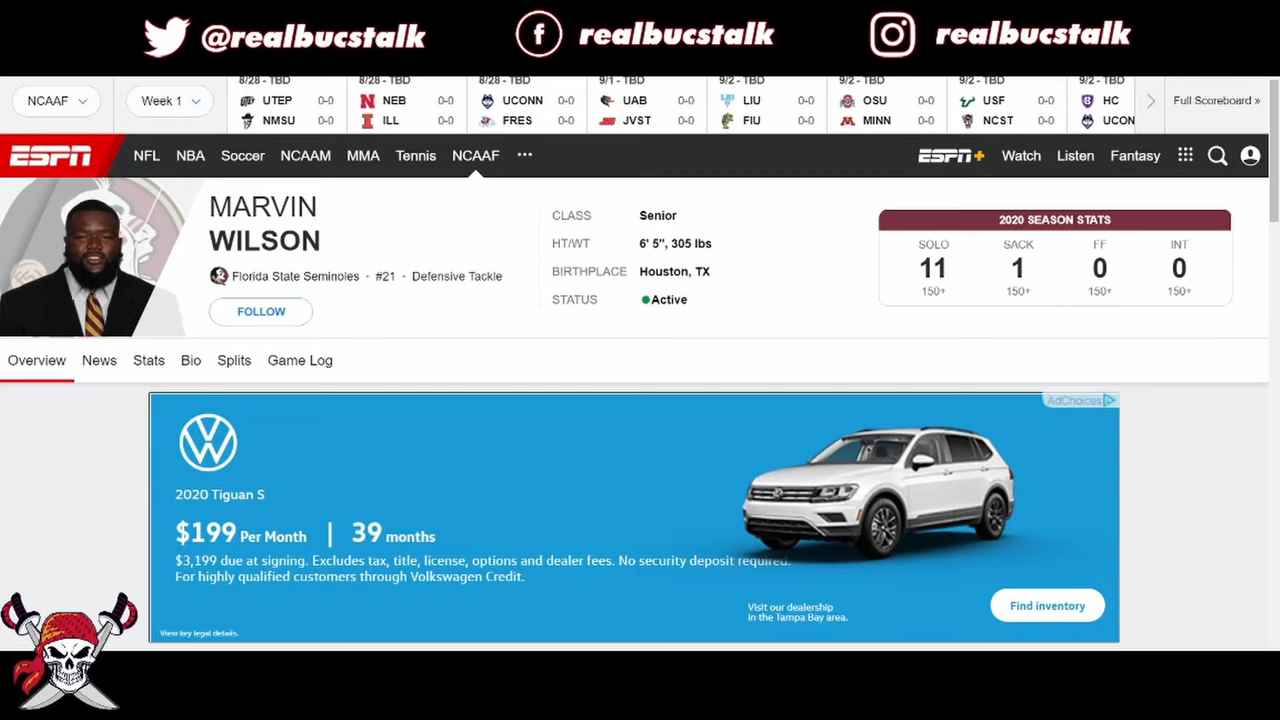 @realbucstalk
realbucstalk
realbucstalk
NCAAF
Week 1
8/28 - TBD
UTEP 0-0
NMSU 0-0
8/28 - TBD
NEB 0-0
ILL 0-0
8/28 - TBD
UCONN 0-0
FRES 0-0
9/1 - TBD
UAB 0-0
JVST 0-0
9/2 - TBD
LIU 0-0
FIU 0-0
9/2 - TBD
OSU 0-0
MINN 0-0
9/2 - TBD
USF 0-0
NCST 0-0
9/2 - TBD
HC
UCON
Full Scoreboard »
ESPN
NFL NBA Soccer NCAAM MMA Tennis NCAAF •••
ESPN+ Watch Listen Fantasy
MARVIN
WILSON
Florida State Seminoles • #21 • Defensive Tackle
FOLLOW
CLASS Senior
HT/WT 6' 5", 305 lbs
BIRTHPLACE Houston, TX
STATUS Active
2020 SEASON STATS
SOLO SACK FF INT
11 1 0 0
150+ 150+ 150+ 150+
Overview News Stats Bio Splits Game Log
AdChoices
2020 Tiguan S
$199 Per Month | 39 months
$3,199 due at signing. Excludes tax, title, license, options and dealer fees. No security deposit required.
For highly qualified customers through Volkswagen Credit.
Visit our dealership
in the Tampa Bay area.
Find inventory
View key legal details.